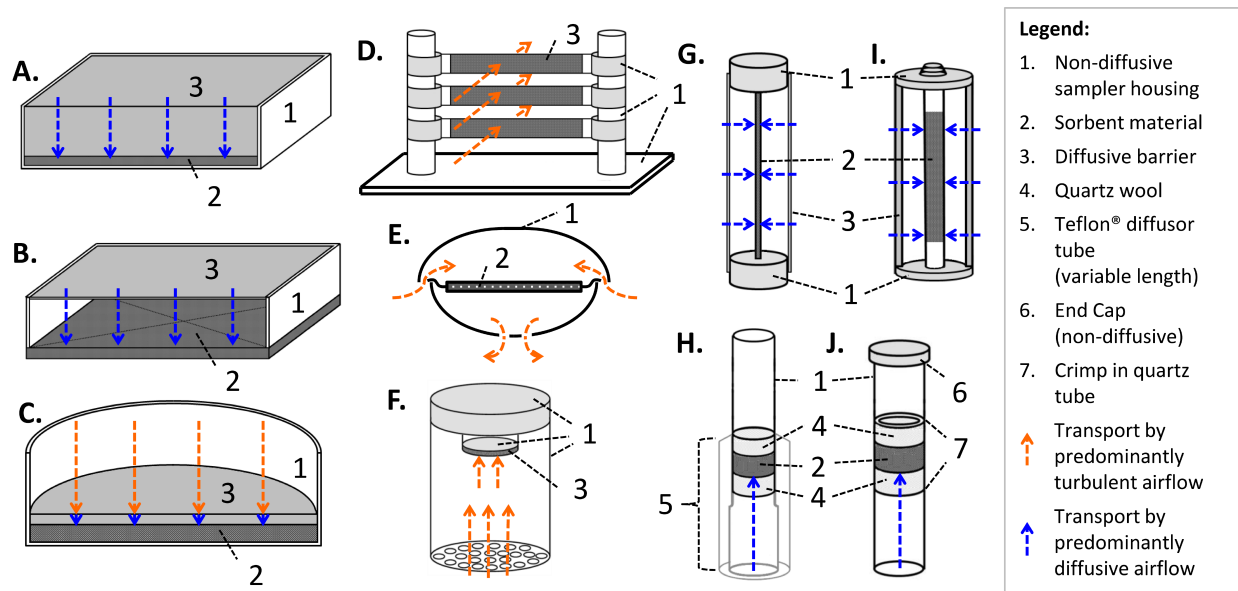 A.
3
1
2
B.
3
1
2
C.
1
3
2
D.
3
1
1
E.
1
2
F.
1
3
G.
1
2
3
1
I.
H.
1
4
2
4
5
J.
6
7
Legend:
1. Non-diffusive
sampler housing
2. Sorbent material
3. Diffusive barrier
4. Quartz wool
5. Teflon® diffusor
tube
(variable length)
6. End Cap
(non-diffusive)
7. Crimp in quartz
tube
Transport by
predominantly
turbulent airflow
Transport by
predominantly
diffusive airflow